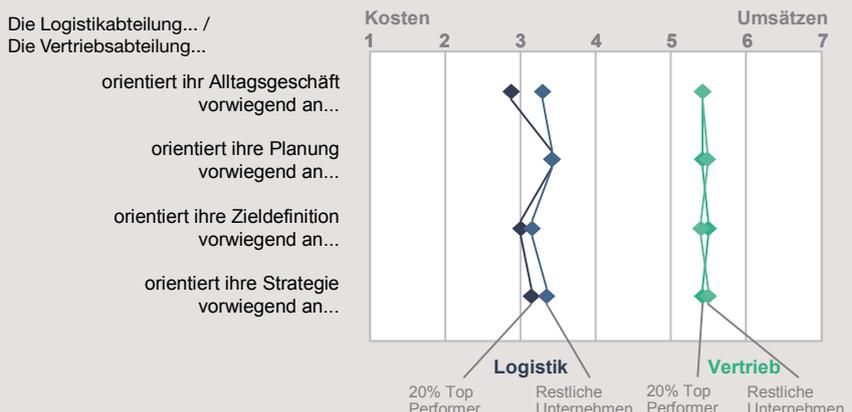 Die Logistikabteilung... /
Die Vertriebsabteilung...
Kosten
Umsätzen
1 2 3 4 5 6 7
orientiert ihr Alltagsgeschäft
vorwiegend an...
orientiert ihre Planung
vorwiegend an...
orientiert ihre Zieldefinition
vorwiegend an...
orientiert ihre Strategie
vorwiegend an...
Logistik
Vertrieb
20% Top
Performer
Restliche
Unternehmen
20% Top
Performer
Restliche
Unternehmen